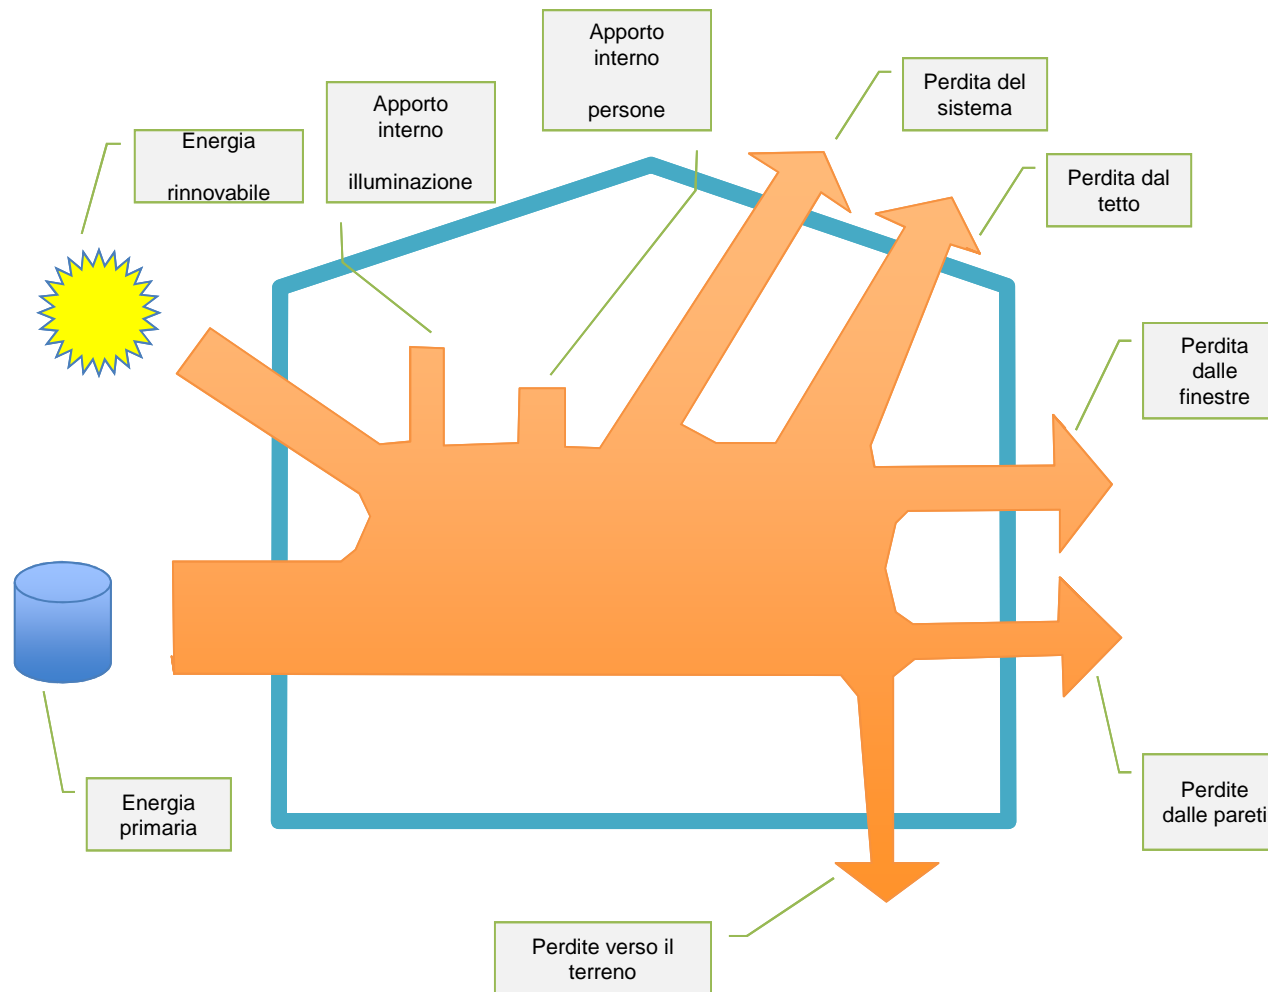 Apporto
interno
persone
Apporto
interno
illuminazione
Energia
rinnovabile
Perdita del
sistema
Perdita dal
tetto
Perdita
dalle
finestre
Energia
primaria
Perdite
dalle pareti
Perdite verso il
terreno